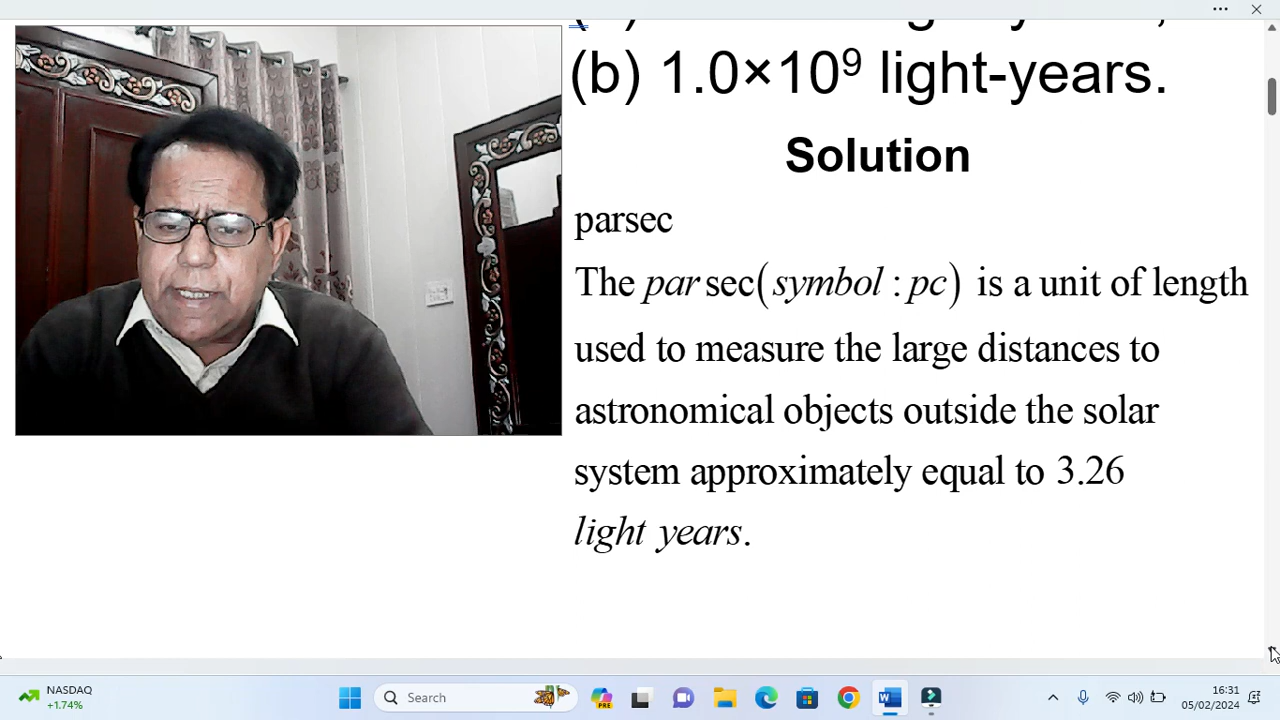 (b) 1.0×10⁹ light-years.
Solution
parsec
The parsec(symbol : pc) is a unit of length
used to measure the large distances to
astronomical objects outside the solar
system approximately equal to 3.26
light years.
NASDAQ
+1.74%
Search
PRE
W
16:31
05/02/2024